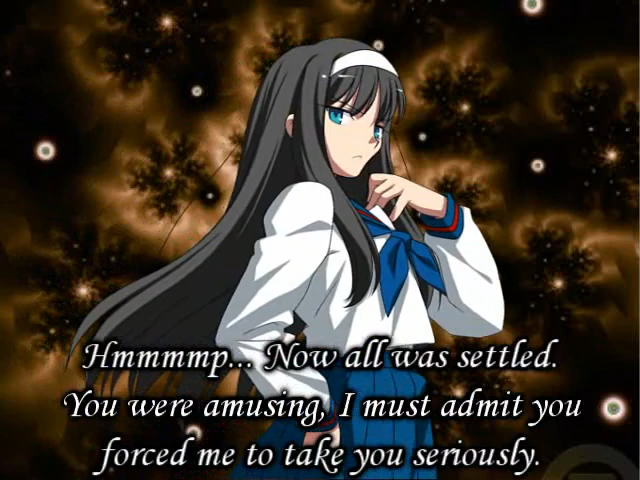 Hmmmmp... Now all was settled.
You were amusing, I must admit you
forced me to take you seriously.